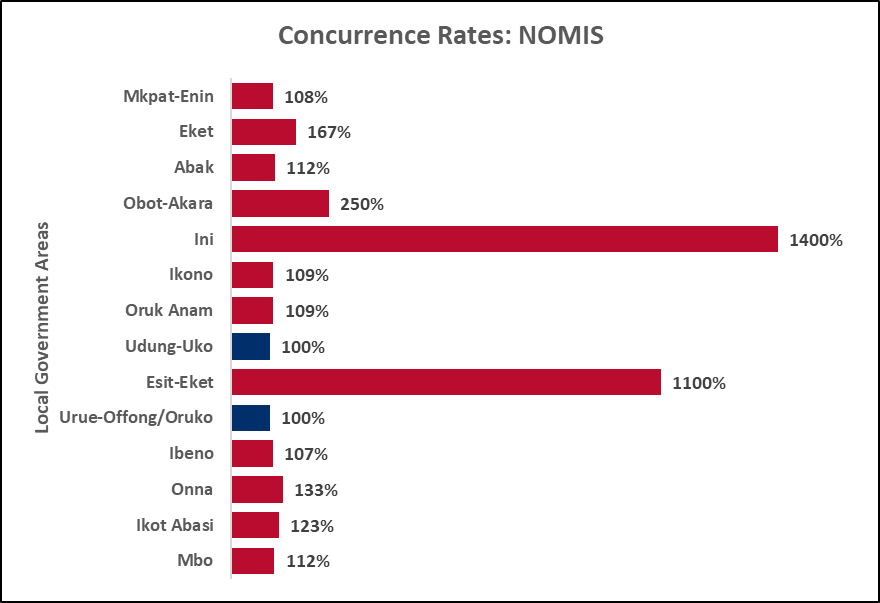 Concurrence Rates: NOMIS
Local Government Areas
Mkpat-Enin 108%
Eket 167%
Abak 112%
Obot-Akara 250%
Ini 1400%
Ikono 109%
Oruk Anam 109%
Udung-Uko 100%
Esit-Eket 1100%
Urue-Offong/Oruko 100%
Ibeno 107%
Onna 133%
Ikot Abasi 123%
Mbo 112%